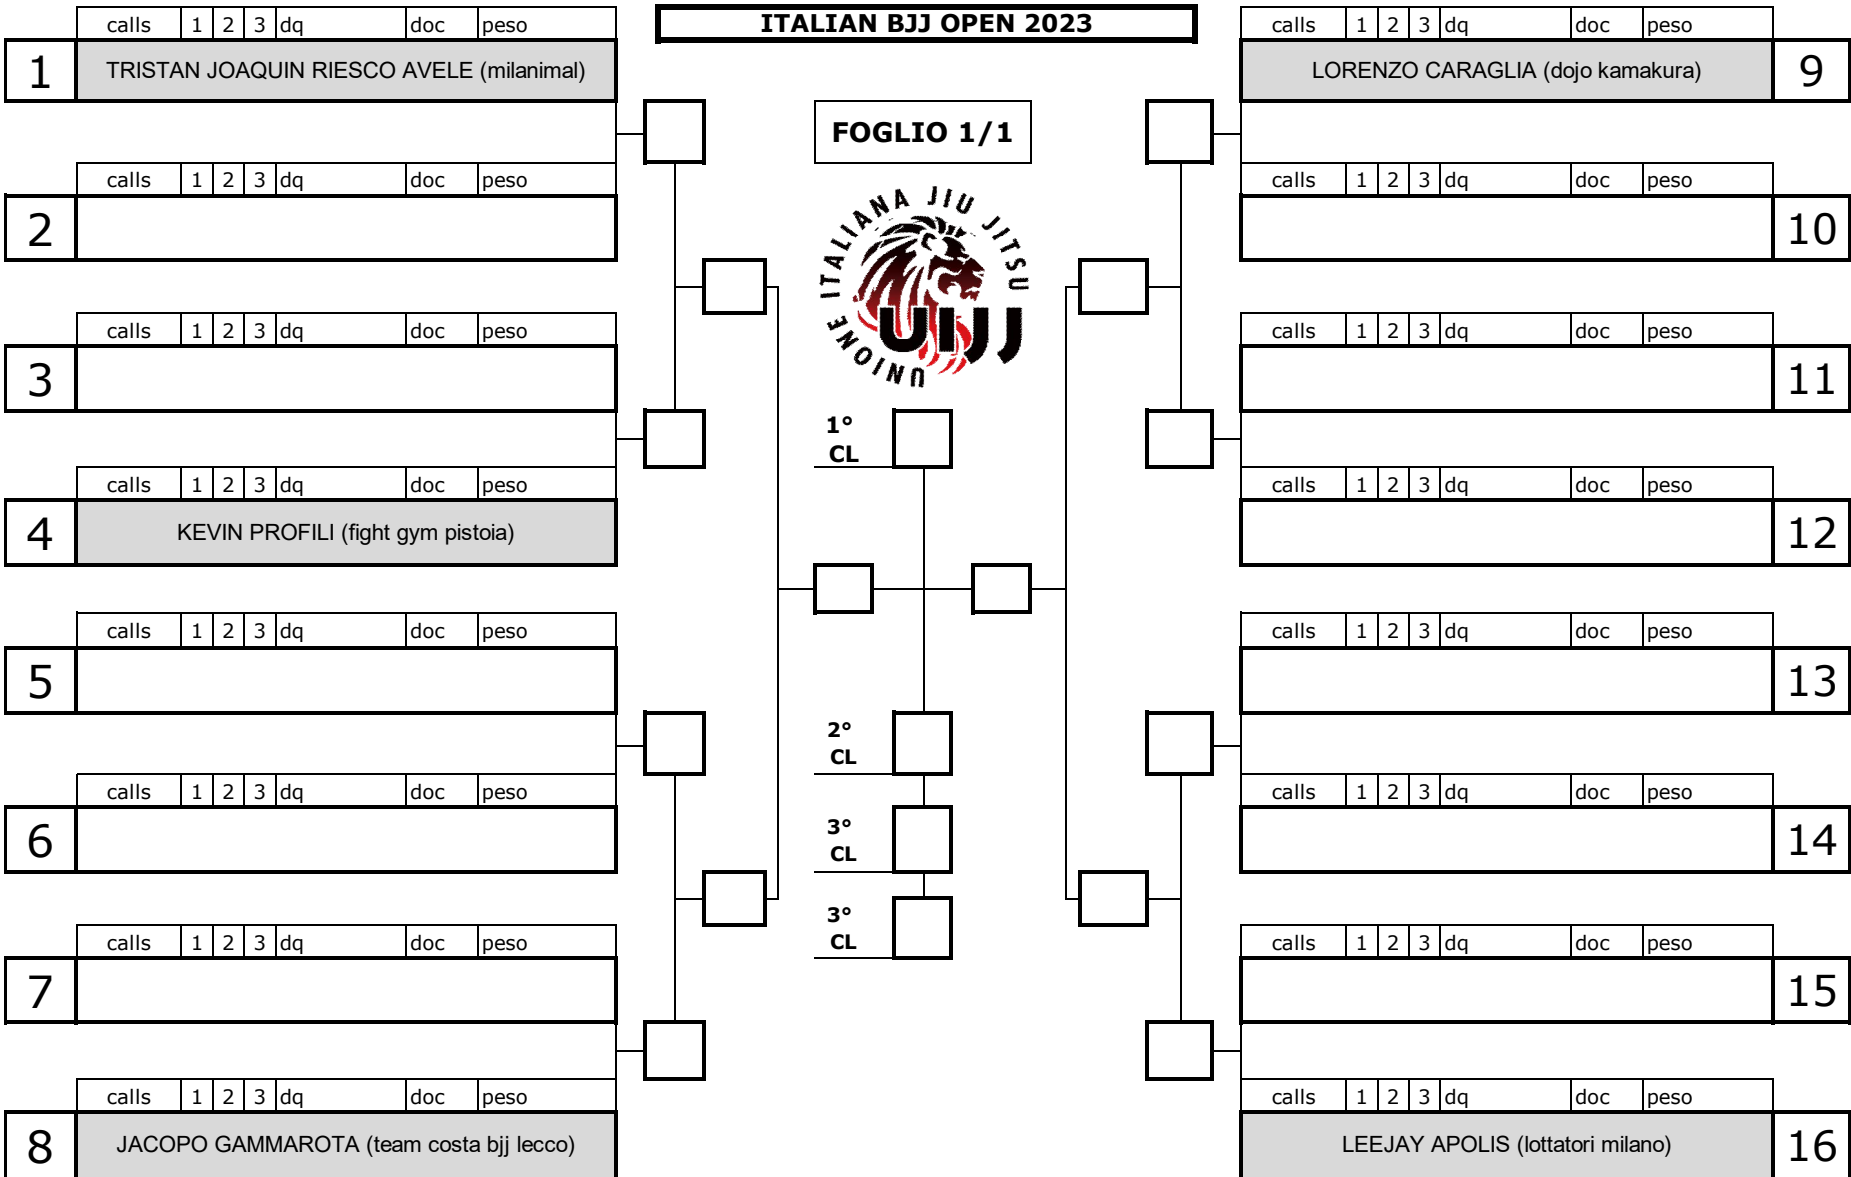 ITALIAN BJJ OPEN 2023
calls 1 2 3 dq doc peso
1 TRISTAN JOAQUIN RIESCO AVELE (milanimal)
calls 1 2 3 dq doc peso
2
calls 1 2 3 dq doc peso
3
calls 1 2 3 dq doc peso
4 KEVIN PROFILI (fight gym pistoia)
calls 1 2 3 dq doc peso
5
calls 1 2 3 dq doc peso
6
calls 1 2 3 dq doc peso
7
calls 1 2 3 dq doc peso
8 JACOPO GAMMAROTA (team costa bjj lecco)
FOGLIO 1/1
UNIONE ITALIANA JIU JITSU
UIJJ
1°
CL
2°
CL
3°
CL
3°
CL
calls 1 2 3 dq doc peso
LORENZO CARAGLIA (dojo kamakura) 9
calls 1 2 3 dq doc peso
10
calls 1 2 3 dq doc peso
11
calls 1 2 3 dq doc peso
12
calls 1 2 3 dq doc peso
13
calls 1 2 3 dq doc peso
14
calls 1 2 3 dq doc peso
15
calls 1 2 3 dq doc peso
LEEJAY APOLIS (lottatori milano) 16